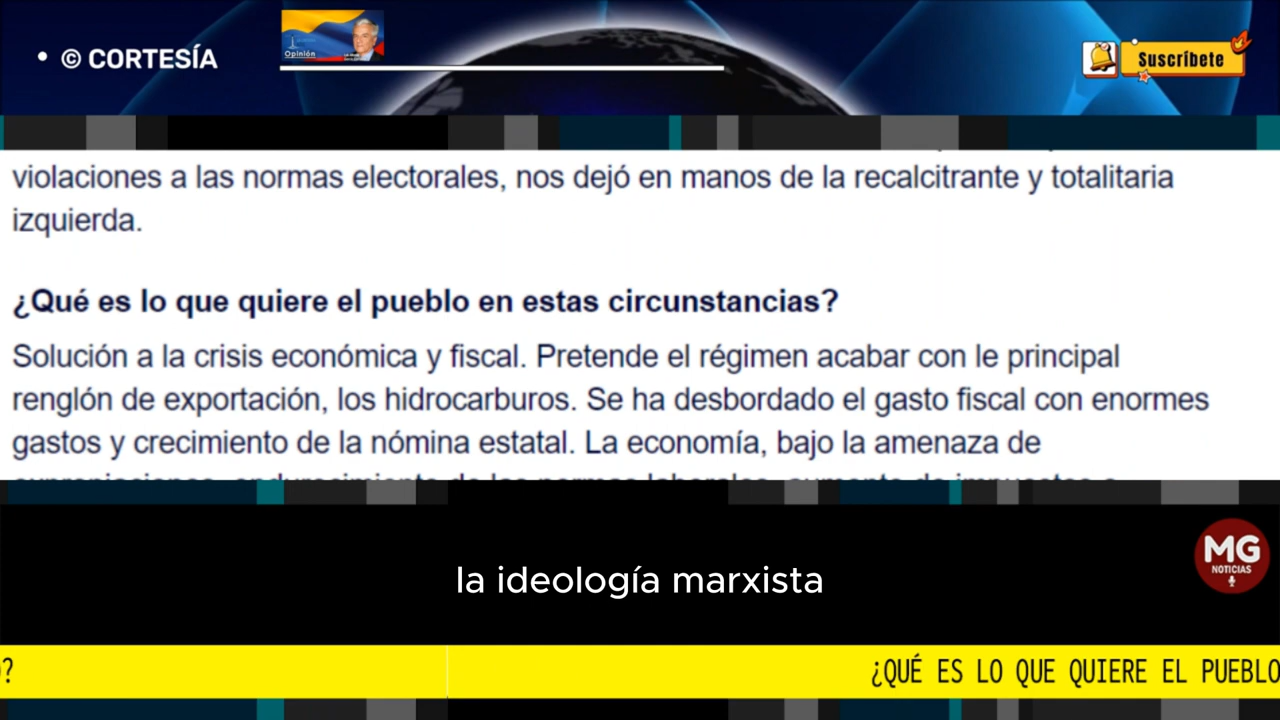 • © CORTESÍA
Opinión
Suscríbete
violaciones a las normas electorales, nos dejó en manos de la recalcitrante y totalitaria
izquierda.
¿Qué es lo que quiere el pueblo en estas circunstancias?
Solución a la crisis económica y fiscal. Pretende el régimen acabar con le principal
renglón de exportación, los hidrocarburos. Se ha desbordado el gasto fiscal con enormes
gastos y crecimiento de la nómina estatal. La economía, bajo la amenaza de
la ideología marxista
MG
NOTICIAS
?
¿QUÉ ES LO QUE QUIERE EL PUEBLO